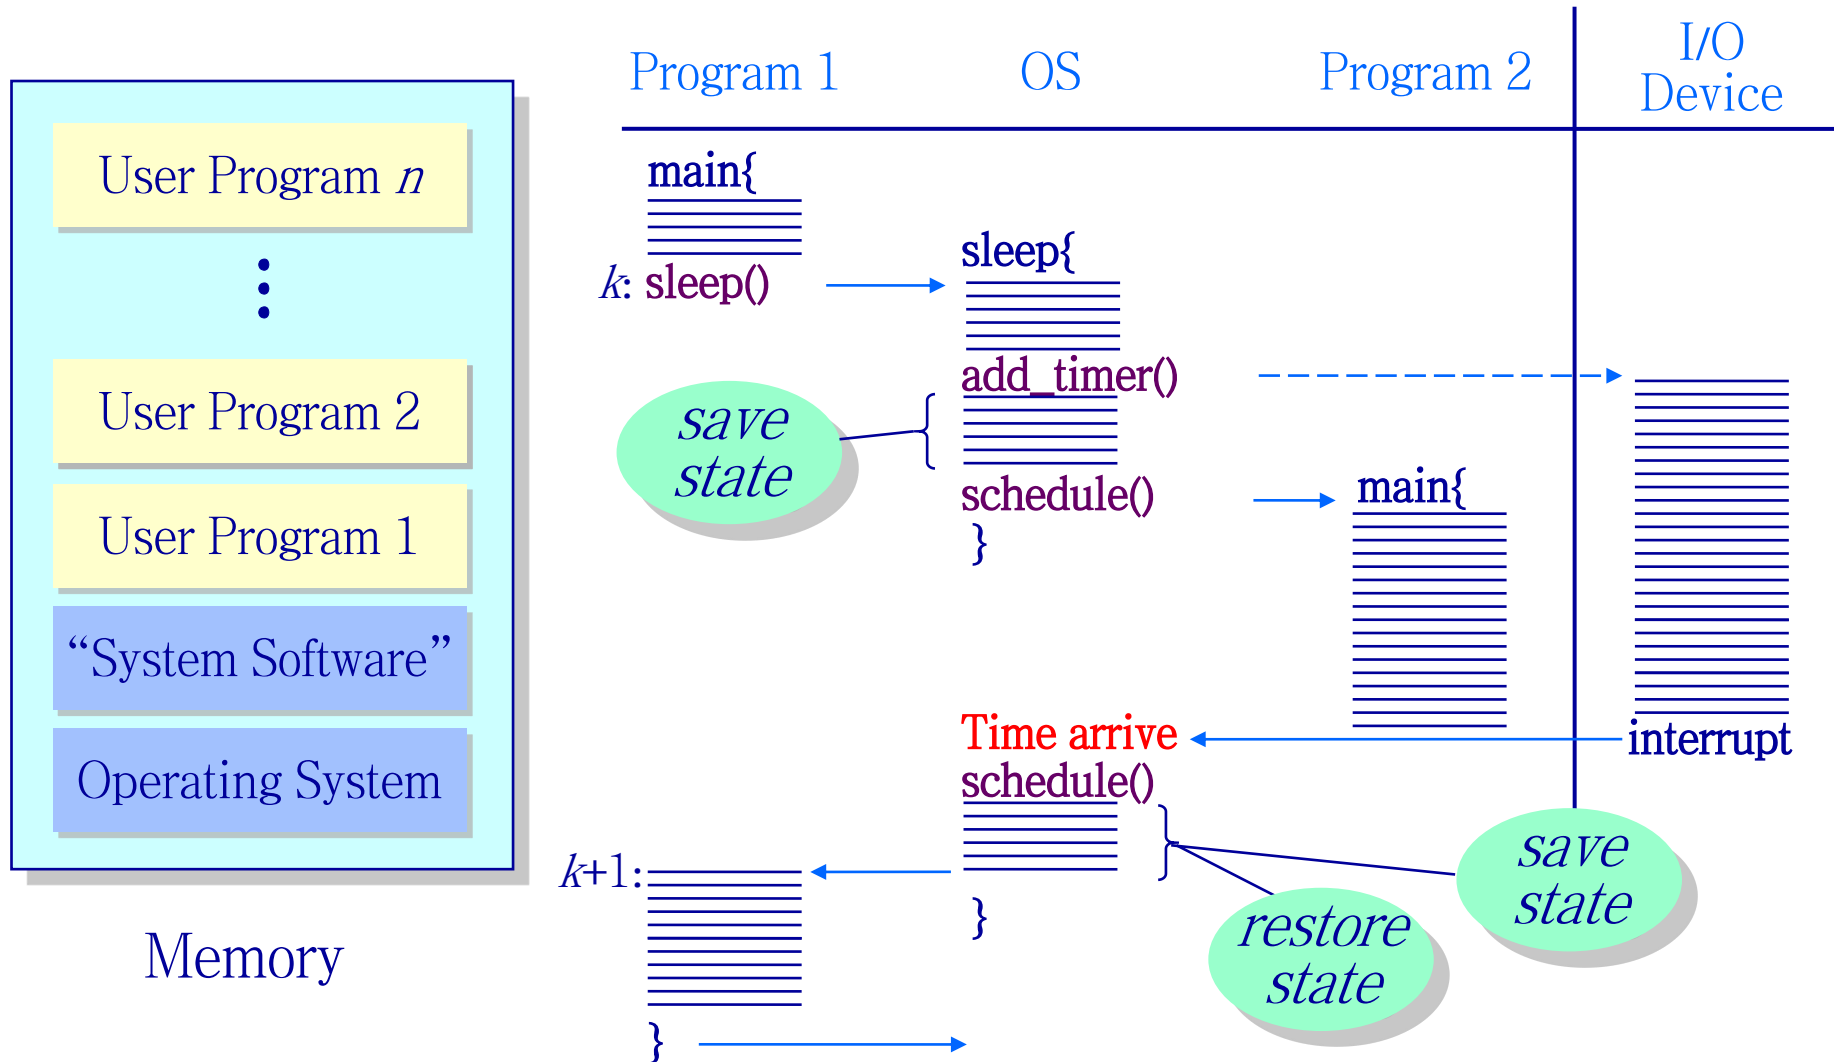 User Program n
User Program 2
User Program 1
“System Software”
Operating System
Memory
Program 1
OS
Program 2
I/O
Device
main{
k: sleep()
sleep{
add_timer()
save
state
schedule()
}
main{
Time arrive
interrupt
schedule()
k+1:
}
save
state
restore
state
}